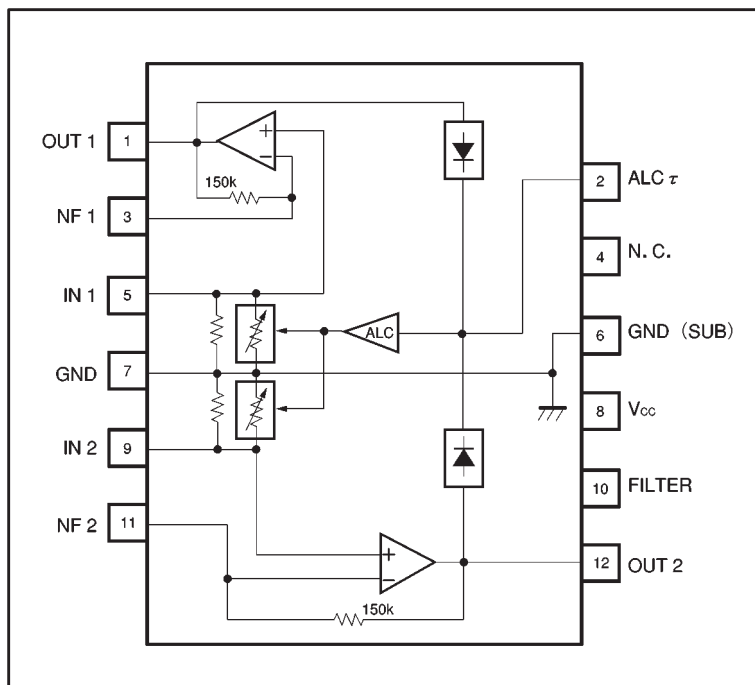 OUT 1
1
NF 1
3
IN 1
5
GND
7
IN 2
9
NF 2
11
+
−
150k
ALC
+
−
150k
2
ALC τ
4
N. C.
6
GND (SUB)
8
Vcc
10
FILTER
12
OUT 2